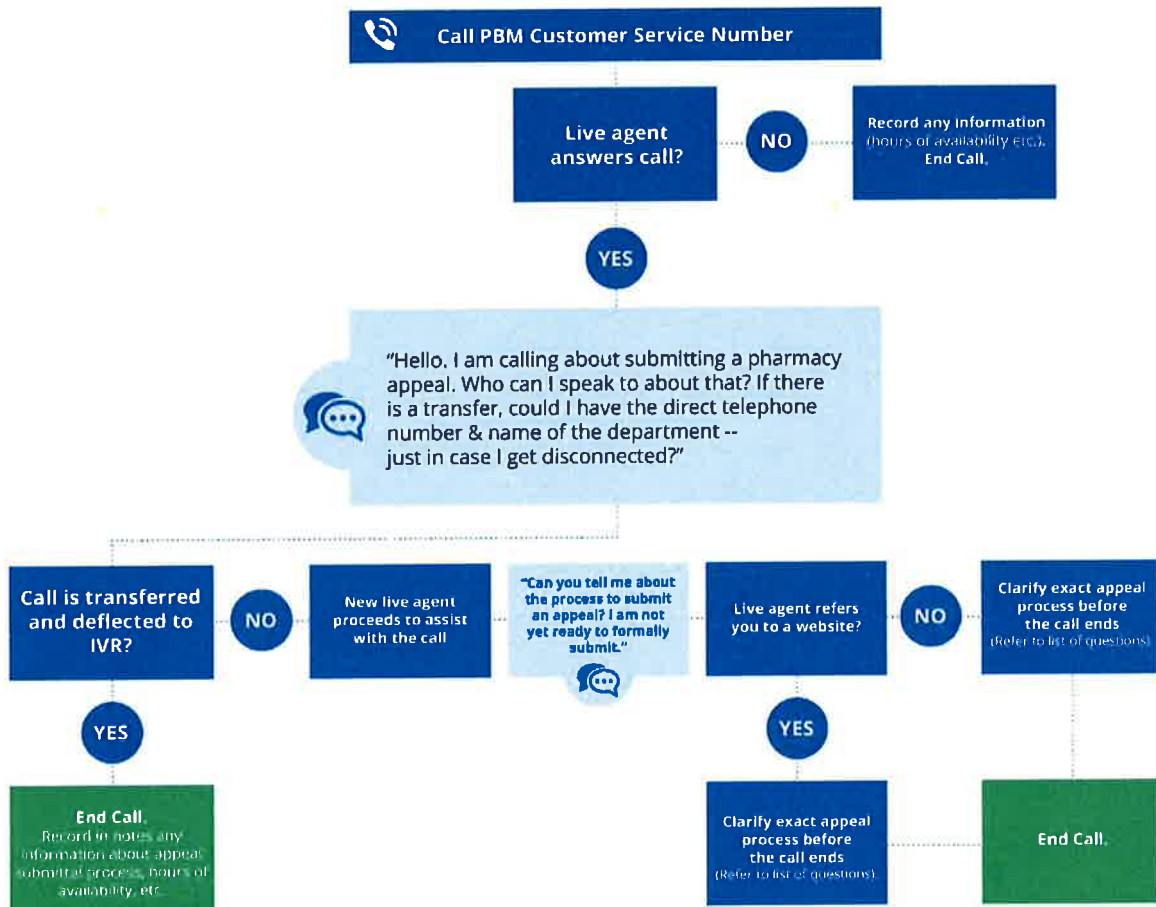 Call PBM Customer Service Number
Live agent
answers call?
NO
Record any information
(hours of availability etc.).
End Call.
YES
"Hello. I am calling about submitting a pharmacy
appeal. Who can I speak to about that? If there
is a transfer, could I have the direct telephone
number & name of the department --
just in case I get disconnected?"
Call is transferred
and deflected to
IVR?
NO
New live agent
proceeds to assist
with the call
"Can you tell me about
the process to submit
an appeal? I am not
yet ready to formally
submit."
Live agent refers
you to a website?
NO
Clarify exact appeal
process before
the call ends
(Refer to list of questions)
YES
YES
End Call.
Record in notes any
information about appeal
submittal process, hours of
availability, etc.
Clarify exact appeal
process before
the call ends
(Refer to list of questions).
End Call.